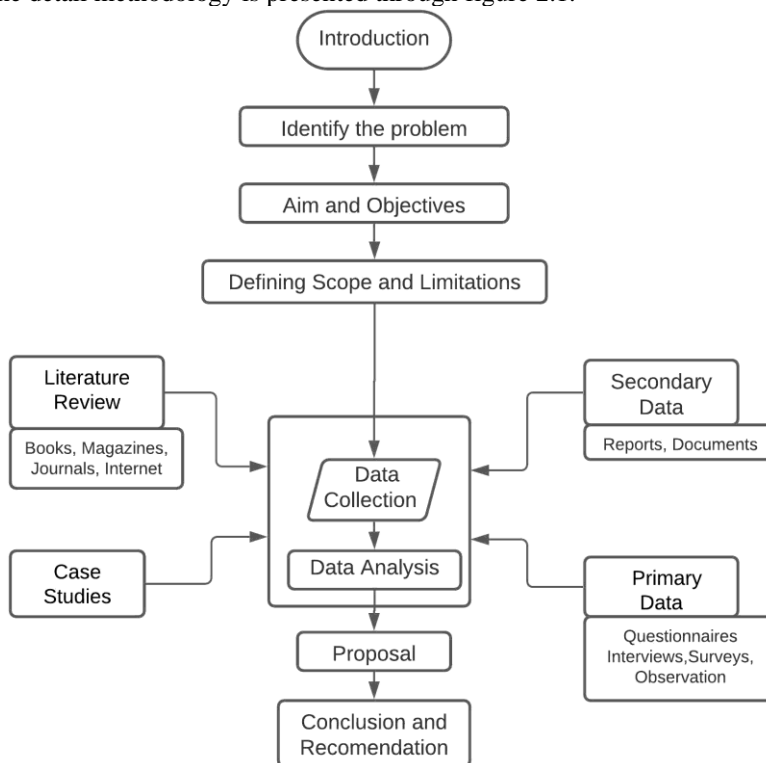 he detail methodology is presented through figure 2.1.
Introduction
Identify the problem
Aim and Objectives
Defining Scope and Limitations
Literature
Review
Books, Magazines,
Journals, Internet
Secondary
Data
Reports, Documents
Data
Collection
Data Analysis
Case
Studies
Primary
Data
Questionnaires
Interviews,Surveys,
Observation
Proposal
Conclusion and
Recomendation